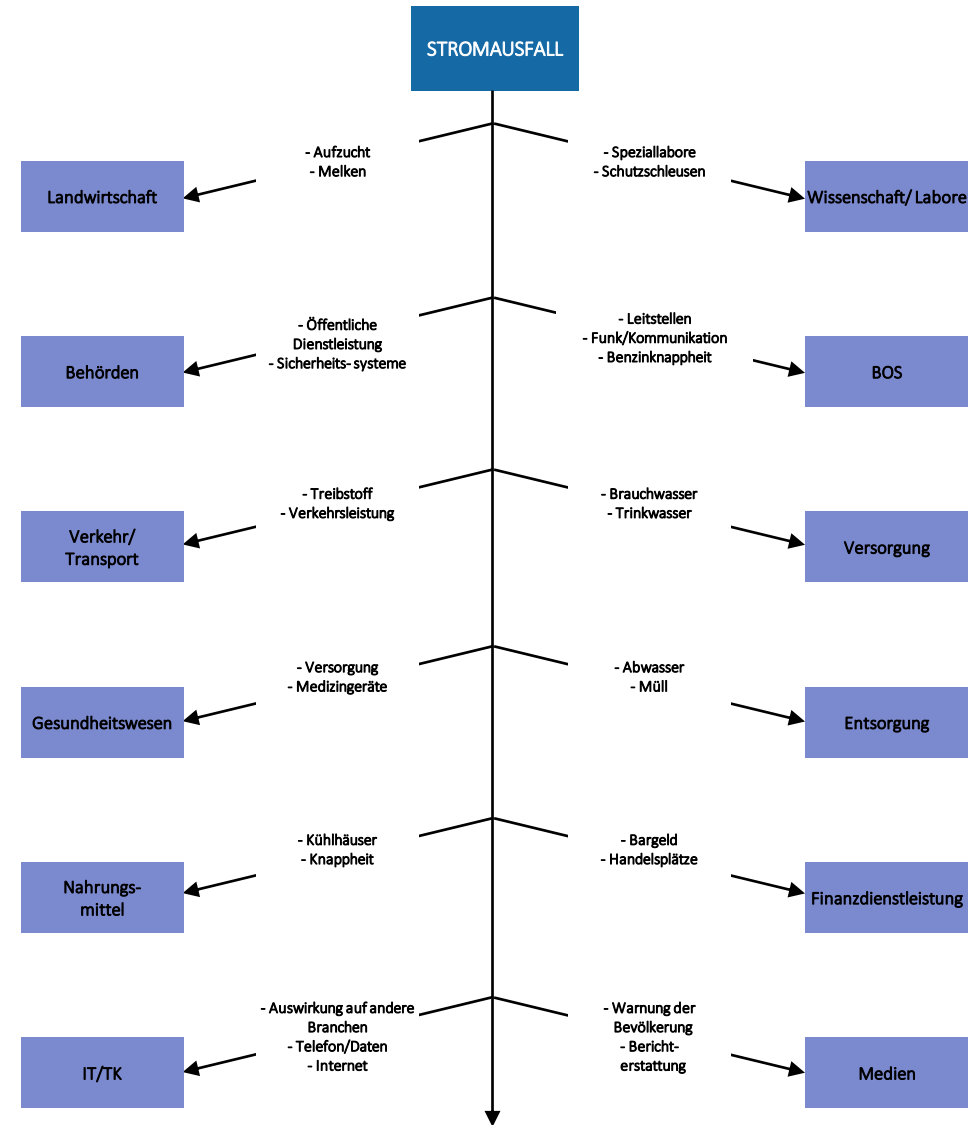 STROMAUSFALL
- Aufzucht
- Melken
Landwirtschaft
- Speziallabore
- Schutzschleusen
Wissenschaft/ Labore
- Öffentliche
Dienstleistung
- Sicherheits- systeme
Behörden
- Leitstellen
- Funk/Kommunikation
- Benzinknappheit
BOS
- Treibstoff
- Verkehrsleistung
Verkehr/
Transport
- Brauchwasser
- Trinkwasser
Versorgung
- Versorgung
- Medizingeräte
Gesundheitswesen
- Abwasser
- Müll
Entsorgung
- Kühlhäuser
- Knappheit
Nahrungs-
mittel
- Bargeld
- Handelsplätze
Finanzdienstleistung
- Auswirkung auf andere
Branchen
- Telefon/Daten
- Internet
IT/TK
- Warnung der
Bevölkerung
- Bericht-
erstattung
Medien